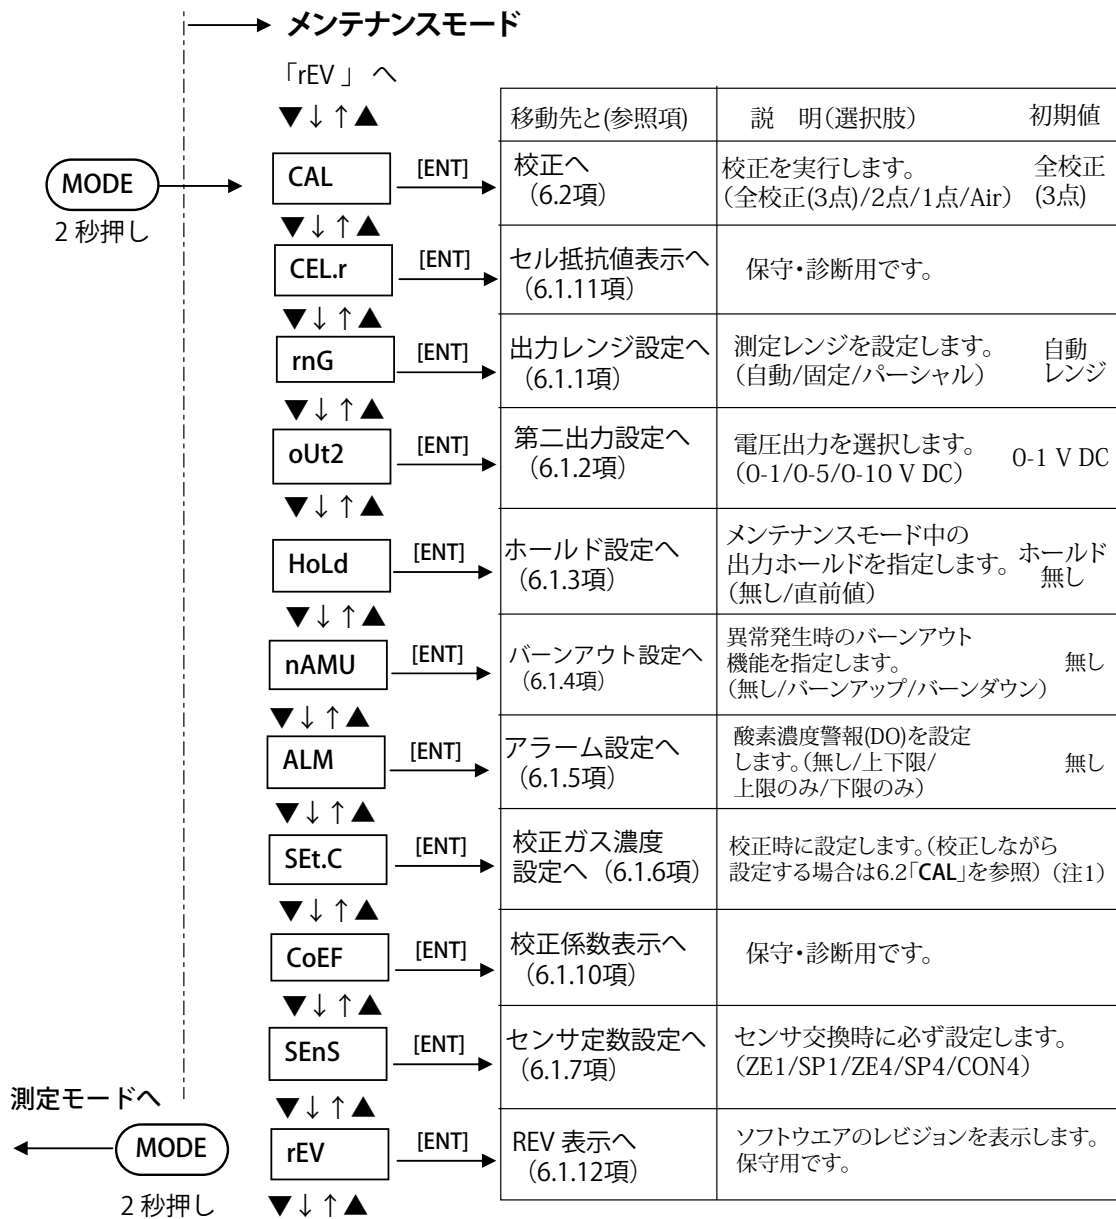 メンテナンスモード
「rEV 」 へ
▼↓↑▲
移動先と(参照項) 説　明(選択肢) 初期値
MODE
2 秒押し
CAL [ENT] 校正へ
(6.2項)
校正を実行します。
(全校正(3点)/2点/1点/Air)
全校正
(3点)
▼↓↑▲
CEL.r [ENT] セル抵抗値表示へ
(6.1.11項)
保守・診断用です。
▼↓↑▲
rnG [ENT] 出力レンジ設定へ
(6.1.1項)
測定レンジを設定します。
(自動/固定/パーシャル)
自動
レンジ
▼↓↑▲
oUt2 [ENT] 第二出力設定へ
(6.1.2項)
電圧出力を選択します。
(0-1/0-5/0-10 V DC)
0-1 V DC
▼↓↑▲
HoLd [ENT] ホールド設定へ
(6.1.3項)
メンテナンスモード中の
出力ホールドを指定します。
(無し/直前値)
ホールド
無し
▼↓↑▲
nAMU [ENT] バーンアウト設定へ
(6.1.4項)
異常発生時のバーンアウト
機能を指定します。
(無し/バーンアップ/バーンダウン)
無し
▼↓↑▲
ALM [ENT] アラーム設定へ
(6.1.5項)
酸素濃度警報(DO)を設定
します。(無し/上下限/
上限のみ/下限のみ)
無し
▼↓↑▲
SEt.C [ENT] 校正ガス濃度
設定へ (6.1.6項)
校正時に設定します。(校正しながら
設定する場合は6.2「CAL」を参照) (注1)
▼↓↑▲
CoEF [ENT] 校正係数表示へ
(6.1.10項)
保守・診断用です。
▼↓↑▲
SEnS [ENT] センサ定数設定へ
(6.1.7項)
センサ交換時に必ず設定します。
(ZE1/SP1/ZE4/SP4/CON4)
▼↓↑▲
測定モードへ
MODE
2 秒押し
rEV [ENT] REV 表示へ
(6.1.12項)
ソフトウエアのレビジョンを表示します。
保守用です。
▼↓↑▲